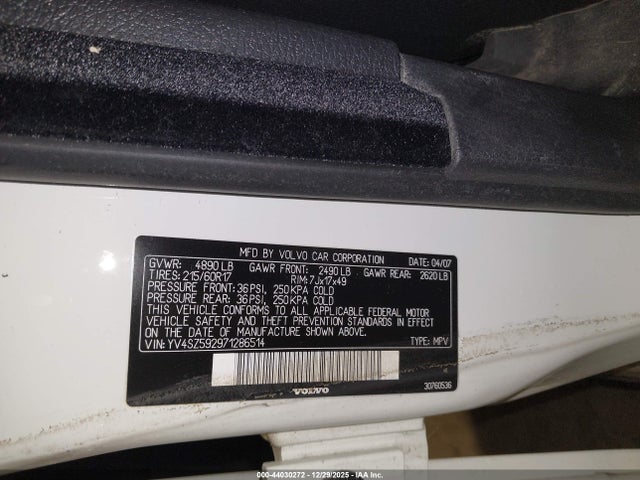 MFD BY VOLVO CAR CORPORATION DATE: 04/07
GVWR: 4890 LB GAWR FRONT: 2490 LB GAWR REAR: 2620 LB
TIRES: 215/60R17 RIM: 7Jx17x49
PRESSURE FRONT: 36 PSI, 250 KPA COLD
PRESSURE REAR: 36 PSI, 250 KPA COLD
THIS VEHICLE CONFORMS TO ALL APPLICABLE FEDERAL MOTOR
VEHICLE SAFETY AND THEFT PREVENTION STANDARDS IN EFFECT
ON THE DATE OF MANUFACTURE SHOWN ABOVE.
VIN: YV4SZ592971286514 TYPE: MPV
VOLVO
30760536
000-44030272 - 12/29/2025 - IAA Inc.